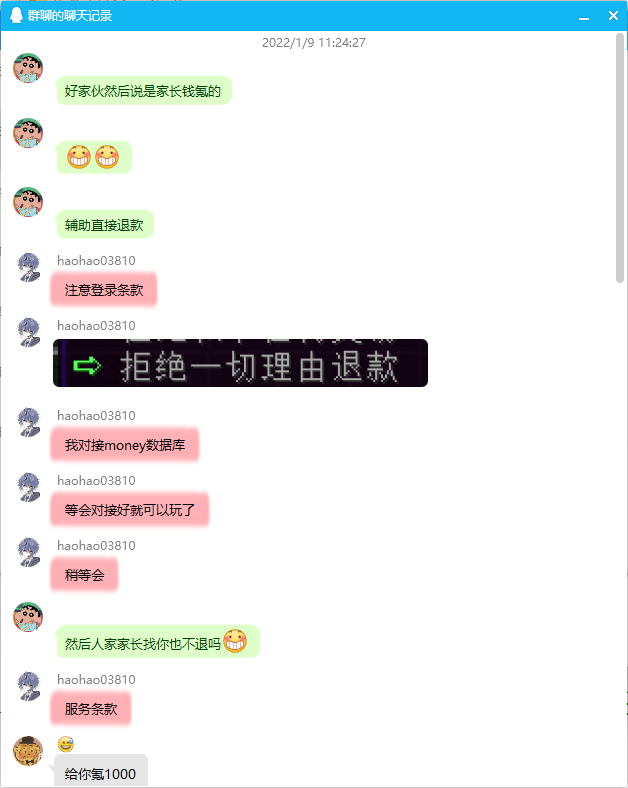 群聊的聊天记录
2022/1/9 11:24:27
好家伙然后说是家长钱氪的
辅助直接退款
haohao03810
注意登录条款
haohao03810
拒绝一切理由退款
haohao03810
我对接money数据库
haohao03810
等会对接好就可以玩了
haohao03810
稍等会
然后人家家长找你也不退吗
haohao03810
服务条款
给你氪1000